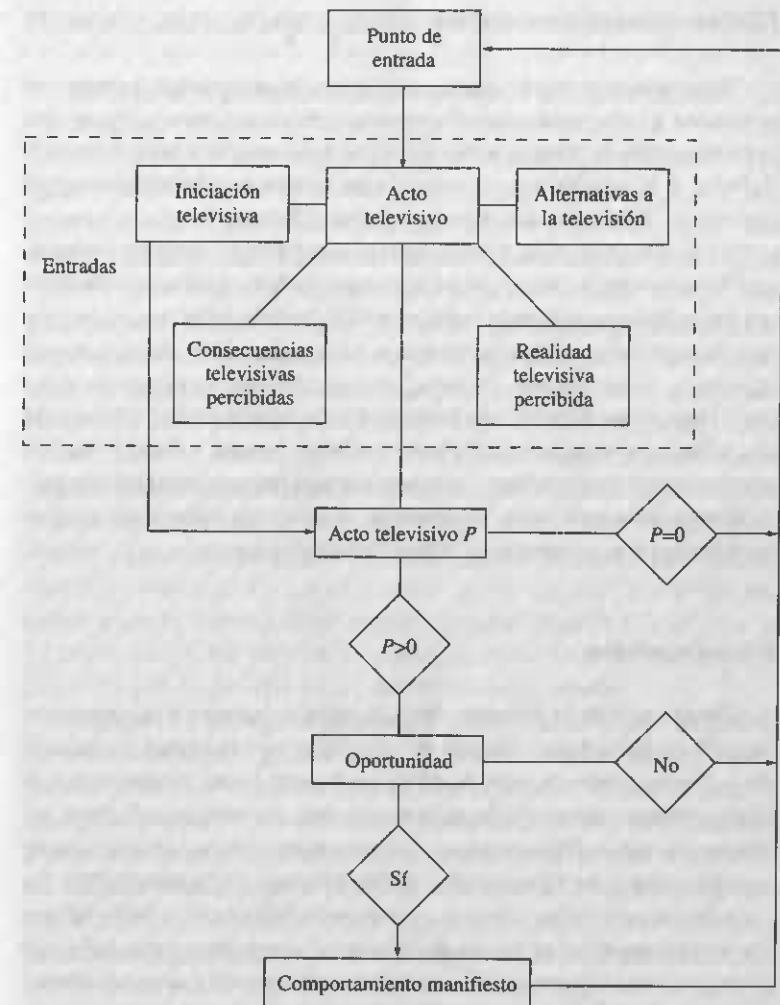 Punto de
entrada
Iniciación
televisiva
Acto
televisivo
Alternativas a
la televisión
Entradas
Consecuencias
televisivas
percibidas
Realidad
televisiva
percibida
Acto televisivo P
P=0
P>0
Oportunidad
No
Sí
Comportamiento manifiesto